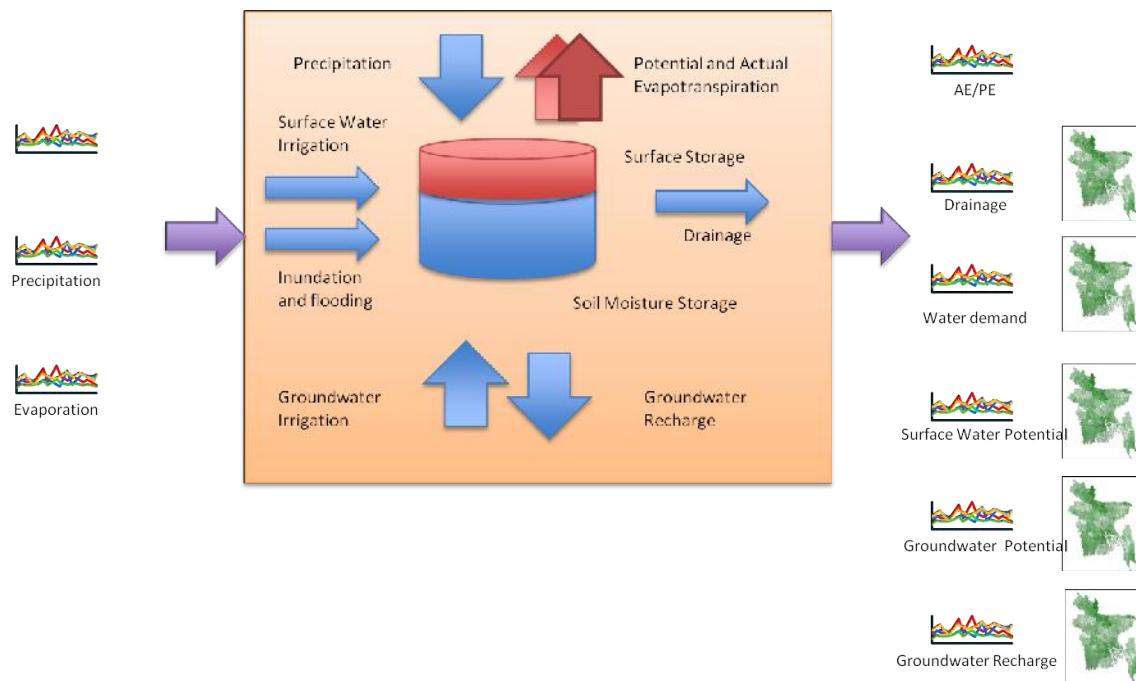 Precipitation
Evaporation
Precipitation
Potential and Actual
Evapotranspiration
Surface Water
Irrigation
Surface Storage
Drainage
Inundation
and flooding
Soil Moisture Storage
Groundwater
Irrigation
Groundwater
Recharge
AE/PE
Drainage
Water demand
Surface Water Potential
Groundwater Potential
Groundwater Recharge